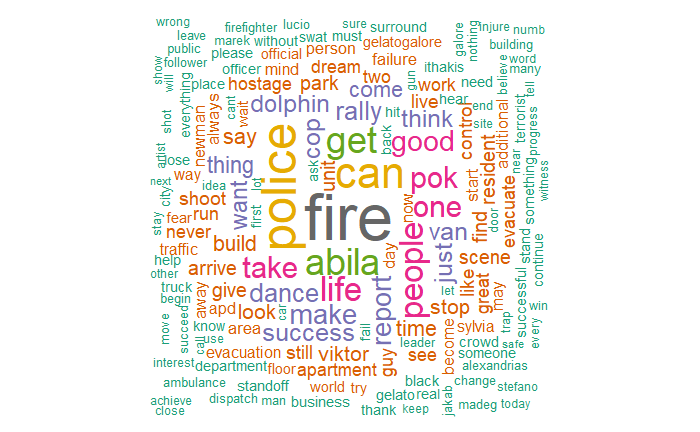 wrong
firefighter
lucio
sure
surround
galore
injure
numb
leave
marek
without
swat
must
gelatogalore
nothing
building
public
please
official
person
failure
ithakis
word
follower
officer
mind
dream
two
many
show
will
place
hostage
park
come
work
need
believe
everything
cant
wait
dolphin
rally
gun
live
hear
end
tell
shot
newman
always
say
cop
hit
think
control
site
additional
terrorist
artist
lose
thing
police
get
back
good
near
progress
next
way
idea
lot
ask
unit
can
pok
start
resident
witness
city
shoot
want
first
fire
now
one
find
door
evacuate
something
stay
fear
run
never
people
van
stand
traffic
build
abila
day
just
scene
successful
continue
help
arrive
take
life
report
like
other
truck
give
dance
make
stop
great
may
begin
away
apd
look
car
let
win
move
succeed
know
area
success
fail
time
become
sylvia
trap
every
call
use
leader
crowd
safe
interest
evacuation
still
viktor
guy
see
someone
department
floor
apartment
alexandrias
ambulance
standoff
world
try
black
change
stefano
achieve
dispatch
man
business
gelato
real
jakab
madeg
today
close
thank
keep